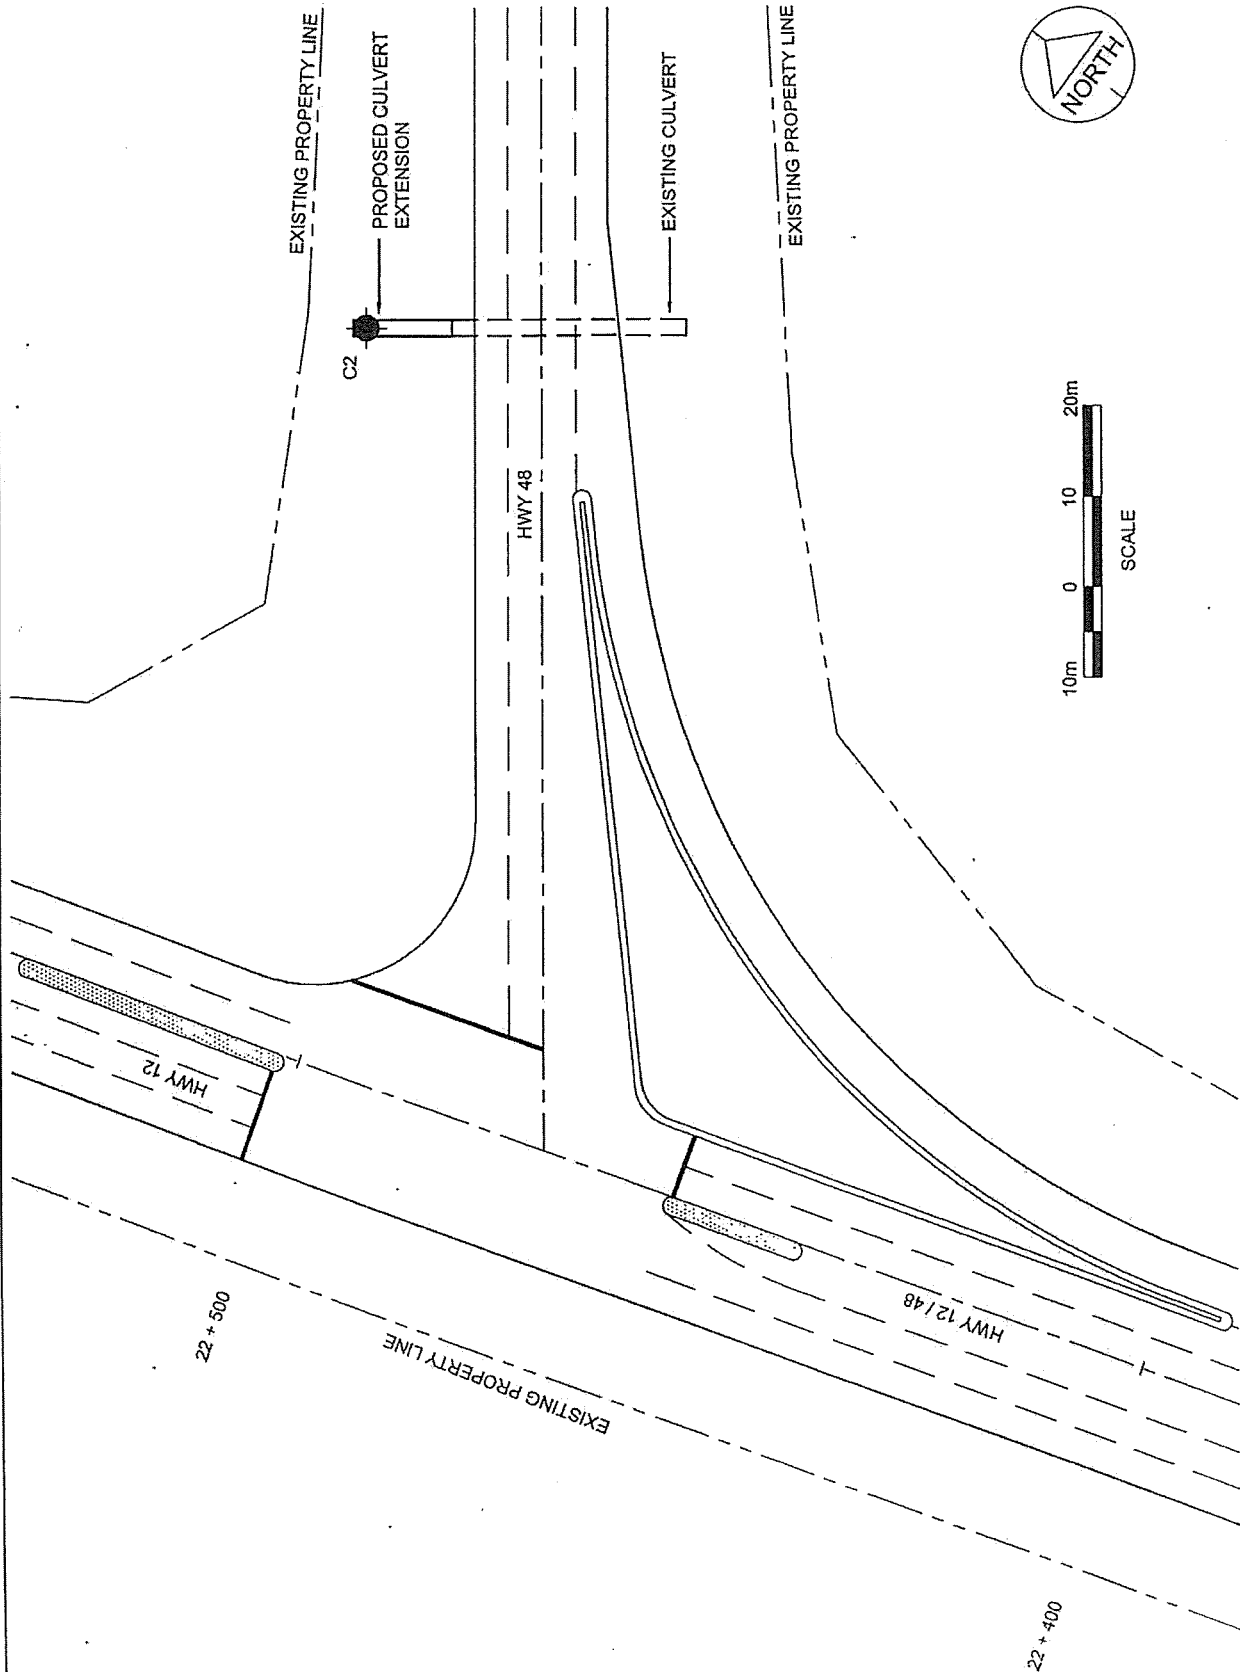 EXISTING PROPERTY LINE
PROPOSED CULVERT
EXTENSION
C2
EXISTING CULVERT
EXISTING PROPERTY LINE
NORTH
HWY 48
10m 0 10 20m
SCALE
HWY 12
22 + 500
EXISTING PROPERTY LINE
HWY 12 / 48
22 + 400